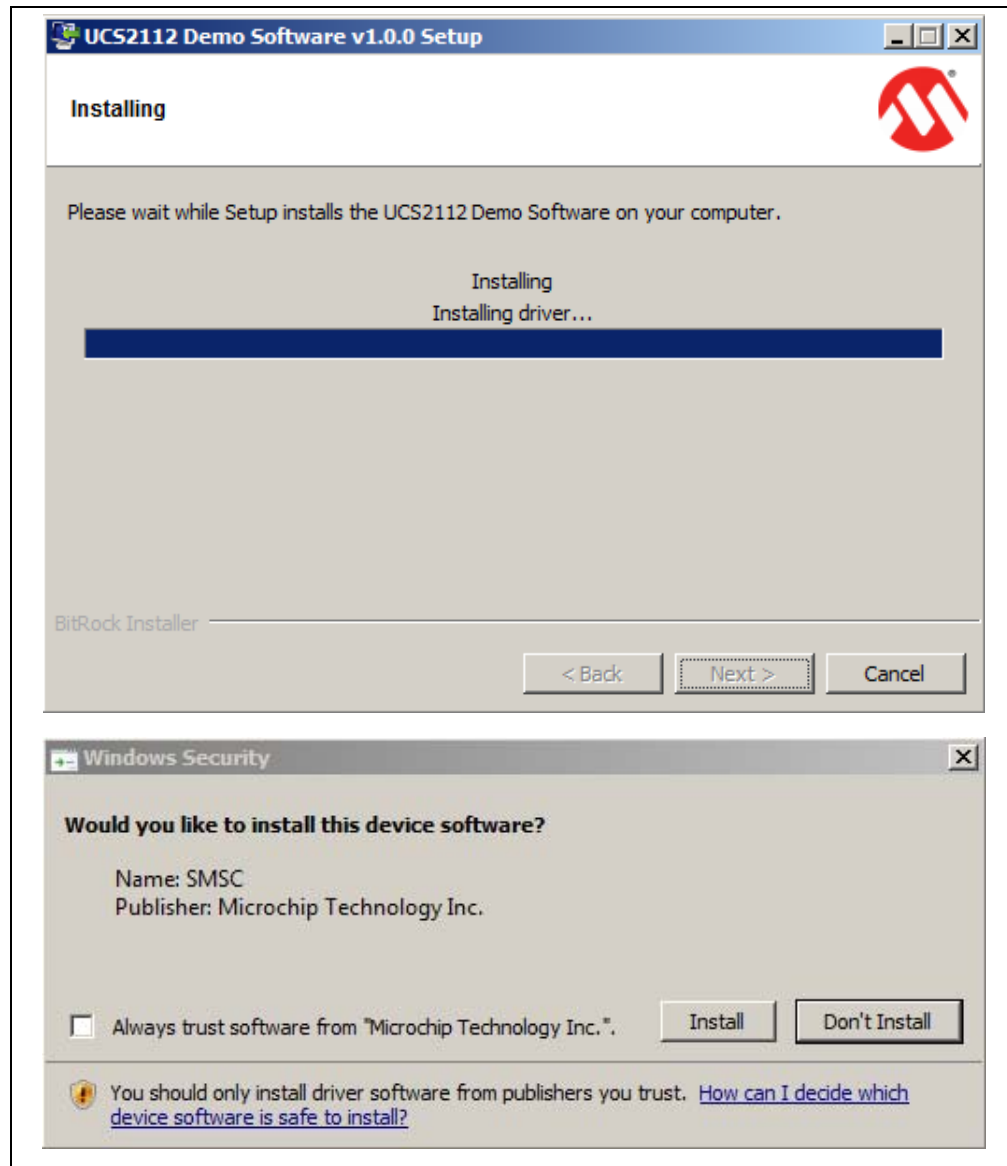 UCS2112 Demo Software v1.0.0 Setup
Installing
Please wait while Setup installs the UCS2112 Demo Software on your computer.
Installing
Installing driver...
BitRock Installer
< Back Next > Cancel
Windows Security
Would you like to install this device software?
Name: SMSC
Publisher: Microchip Technology Inc.
Always trust software from "Microchip Technology Inc.". Install Don't Install
You should only install driver software from publishers you trust. How can I decide which
device software is safe to install?